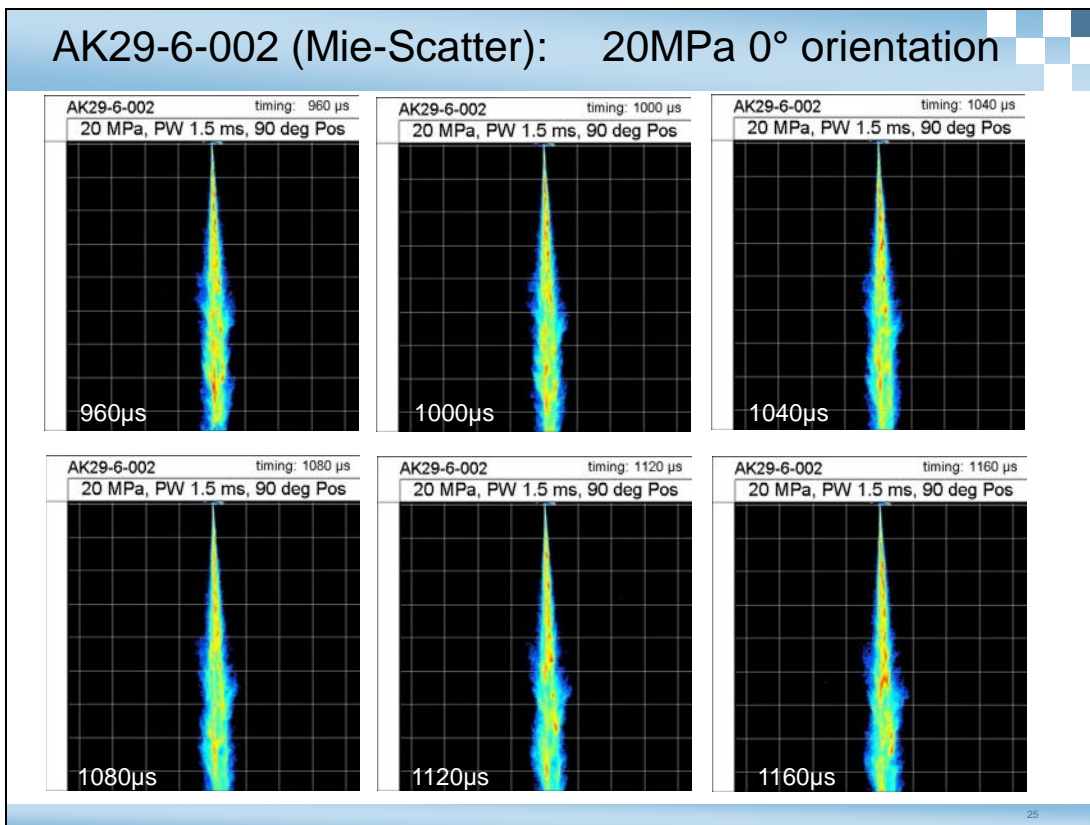 AK29-6-002 (Mie-Scatter): 20MPa 0° orientation
AK29-6-002 timing: 960 µs
20 MPa, PW 1.5 ms, 90 deg Pos
960µs
AK29-6-002 timing: 1000 µs
20 MPa, PW 1.5 ms, 90 deg Pos
1000µs
AK29-6-002 timing: 1040 µs
20 MPa, PW 1.5 ms, 90 deg Pos
1040µs
AK29-6-002 timing: 1080 µs
20 MPa, PW 1.5 ms, 90 deg Pos
1080µs
AK29-6-002 timing: 1120 µs
20 MPa, PW 1.5 ms, 90 deg Pos
1120µs
AK29-6-002 timing: 1160 µs
20 MPa, PW 1.5 ms, 90 deg Pos
1160µs
25